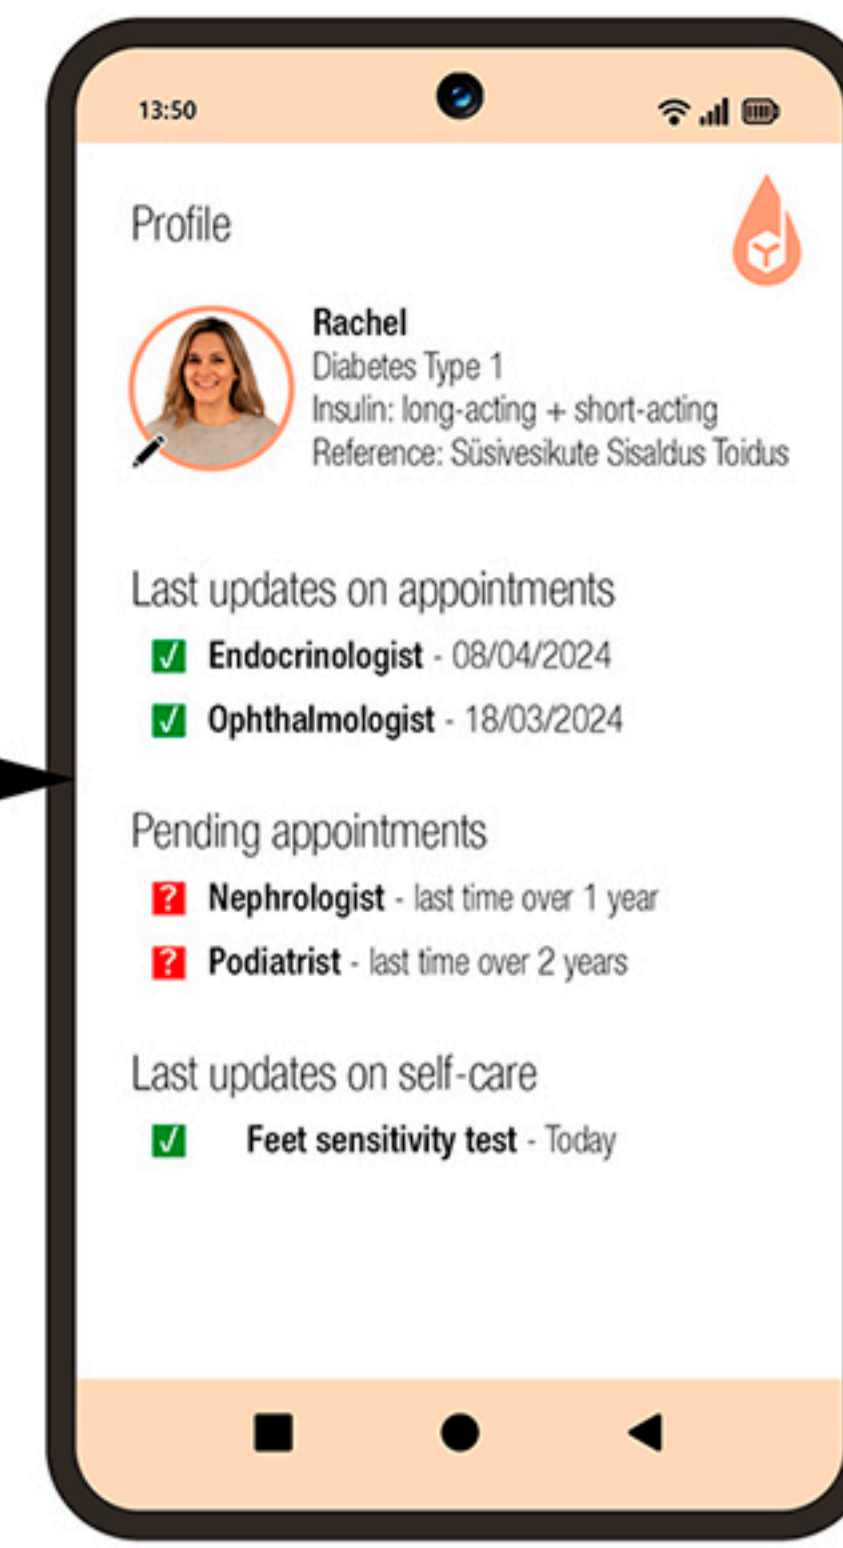 13:50
Profile
Rachel
Diabetes Type 1
Insulin: long-acting + short-acting
Reference: Süsivesikute Sisaldus Toidus
Last updates on appointments
Endocrinologist - 08/04/2024
Ophthalmologist - 18/03/2024
Pending appointments
? Nephrologist - last time over 1 year
? Podiatrist - last time over 2 years
Last updates on self-care
Feet sensitivity test - Today